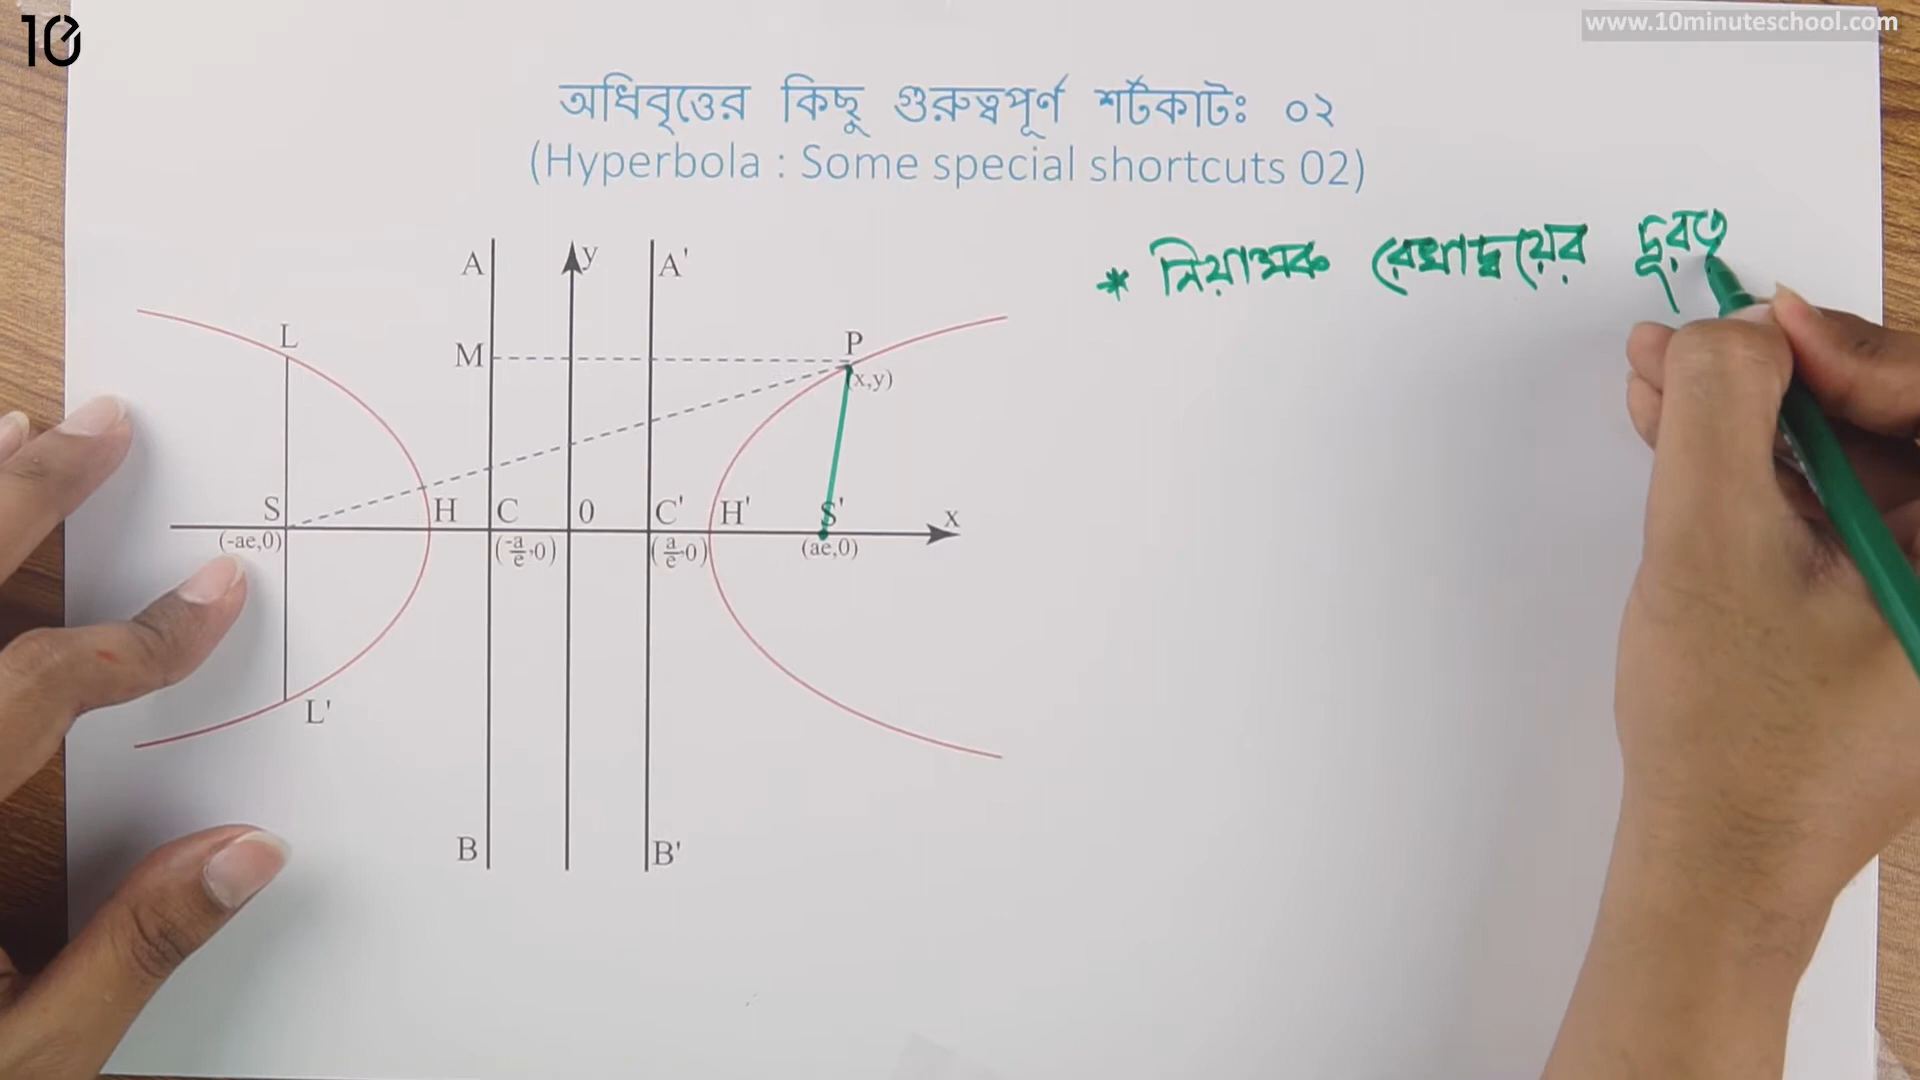 10
www.10minuteschool.com
অধিবৃত্তের কিছু গুরুত্বপূর্ণ শর্টকাটঃ ০২
(Hyperbola : Some special shortcuts 02)
* নিয়ামক রেখাদ্বয়ের দূরত্ব
A y A'
L
M P
(x,y)
S H C 0 C' H' S' x
(-ae,0) (-a/e,0) (a/e,0) (ae,0)
L'
B B'